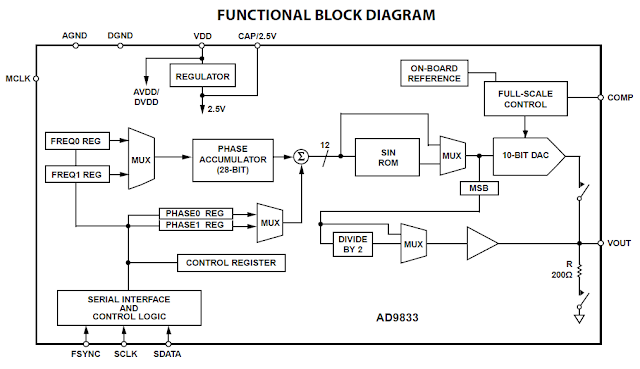 FUNCTIONAL BLOCK DIAGRAM
AGND
DGND
VDD
CAP/2.5V
MCLK
REGULATOR
AVDD/
DVDD
2.5V
ON-BOARD
REFERENCE
FULL-SCALE
CONTROL
COMP
FREQ0 REG
FREQ1 REG
MUX
PHASE
ACCUMULATOR
(28-BIT)
Σ
12
SIN
ROM
MUX
10-BIT DAC
MSB
PHASE0 REG
PHASE1 REG
MUX
DIVIDE
BY 2
MUX
VOUT
CONTROL REGISTER
R
200Ω
SERIAL INTERFACE
AND
CONTROL LOGIC
AD9833
FSYNC
SCLK
SDATA